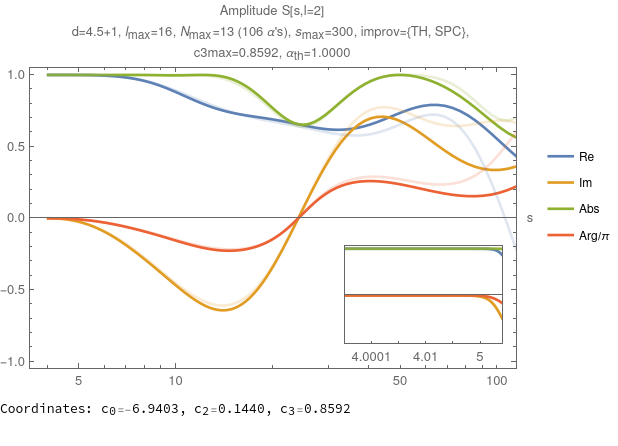 Amplitude S[s,l=2]
d=4.5+1, lmax=16, Nmax=13 (106 α's), smax=300, improv={TH, SPC},
c3max=0.8592, αth=1.0000
1.0
0.5
0.0
−0.5
−1.0
s
Re
Im
Abs
Arg/π
4.0001 4.01 5
5 10 50 100
Coordinates: c0=-6.9403, c2=0.1440, c3=0.8592